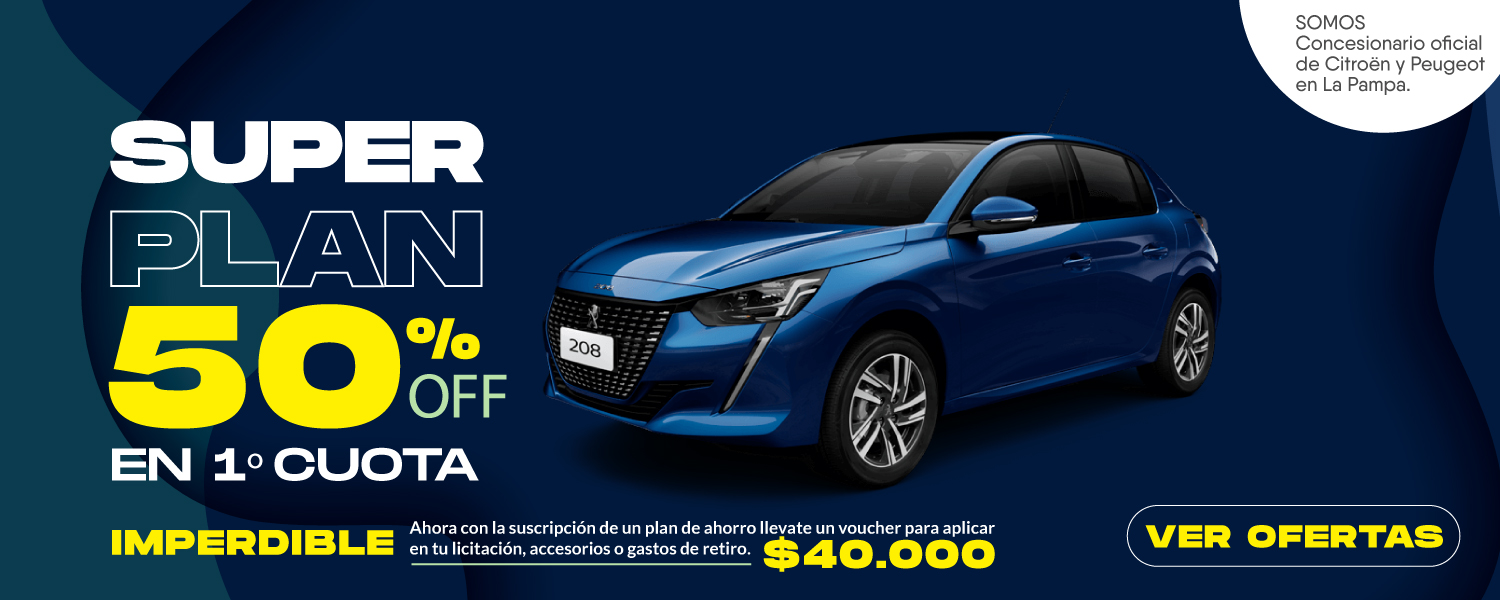 SOMOS
Concesionario oficial
de Citroën y Peugeot
en La Pampa.
SUPER
PLAN
50%
OFF
EN 1º CUOTA
IMPERDIBLE
Ahora con la suscripción de un plan de ahorro llevate un voucher para aplicar
en tu licitación, accesorios o gastos de retiro. $40.000
208
VER OFERTAS